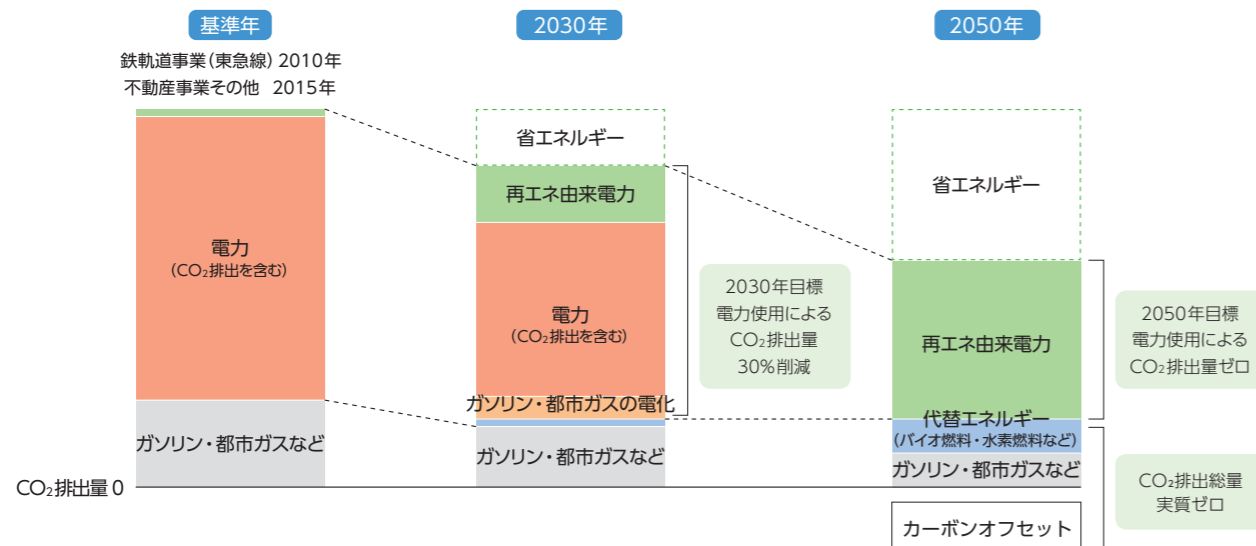 基準年
鉄軌道事業（東急線）2010年
不動産事業その他 2015年
電力
（CO₂排出を含む）
ガソリン・都市ガスなど
CO₂排出量 0
2030年
省エネルギー
再エネ由来電力
電力
（CO₂排出を含む）
ガソリン・都市ガスの電化
ガソリン・都市ガスなど
2030年目標
電力使用による
CO₂排出量
30%削減
2050年
省エネルギー
再エネ由来電力
代替エネルギー
（バイオ燃料・水素燃料など）
ガソリン・都市ガスなど
カーボンオフセット
2050年目標
電力使用による
CO₂排出量ゼロ
CO₂排出総量
実質ゼロ